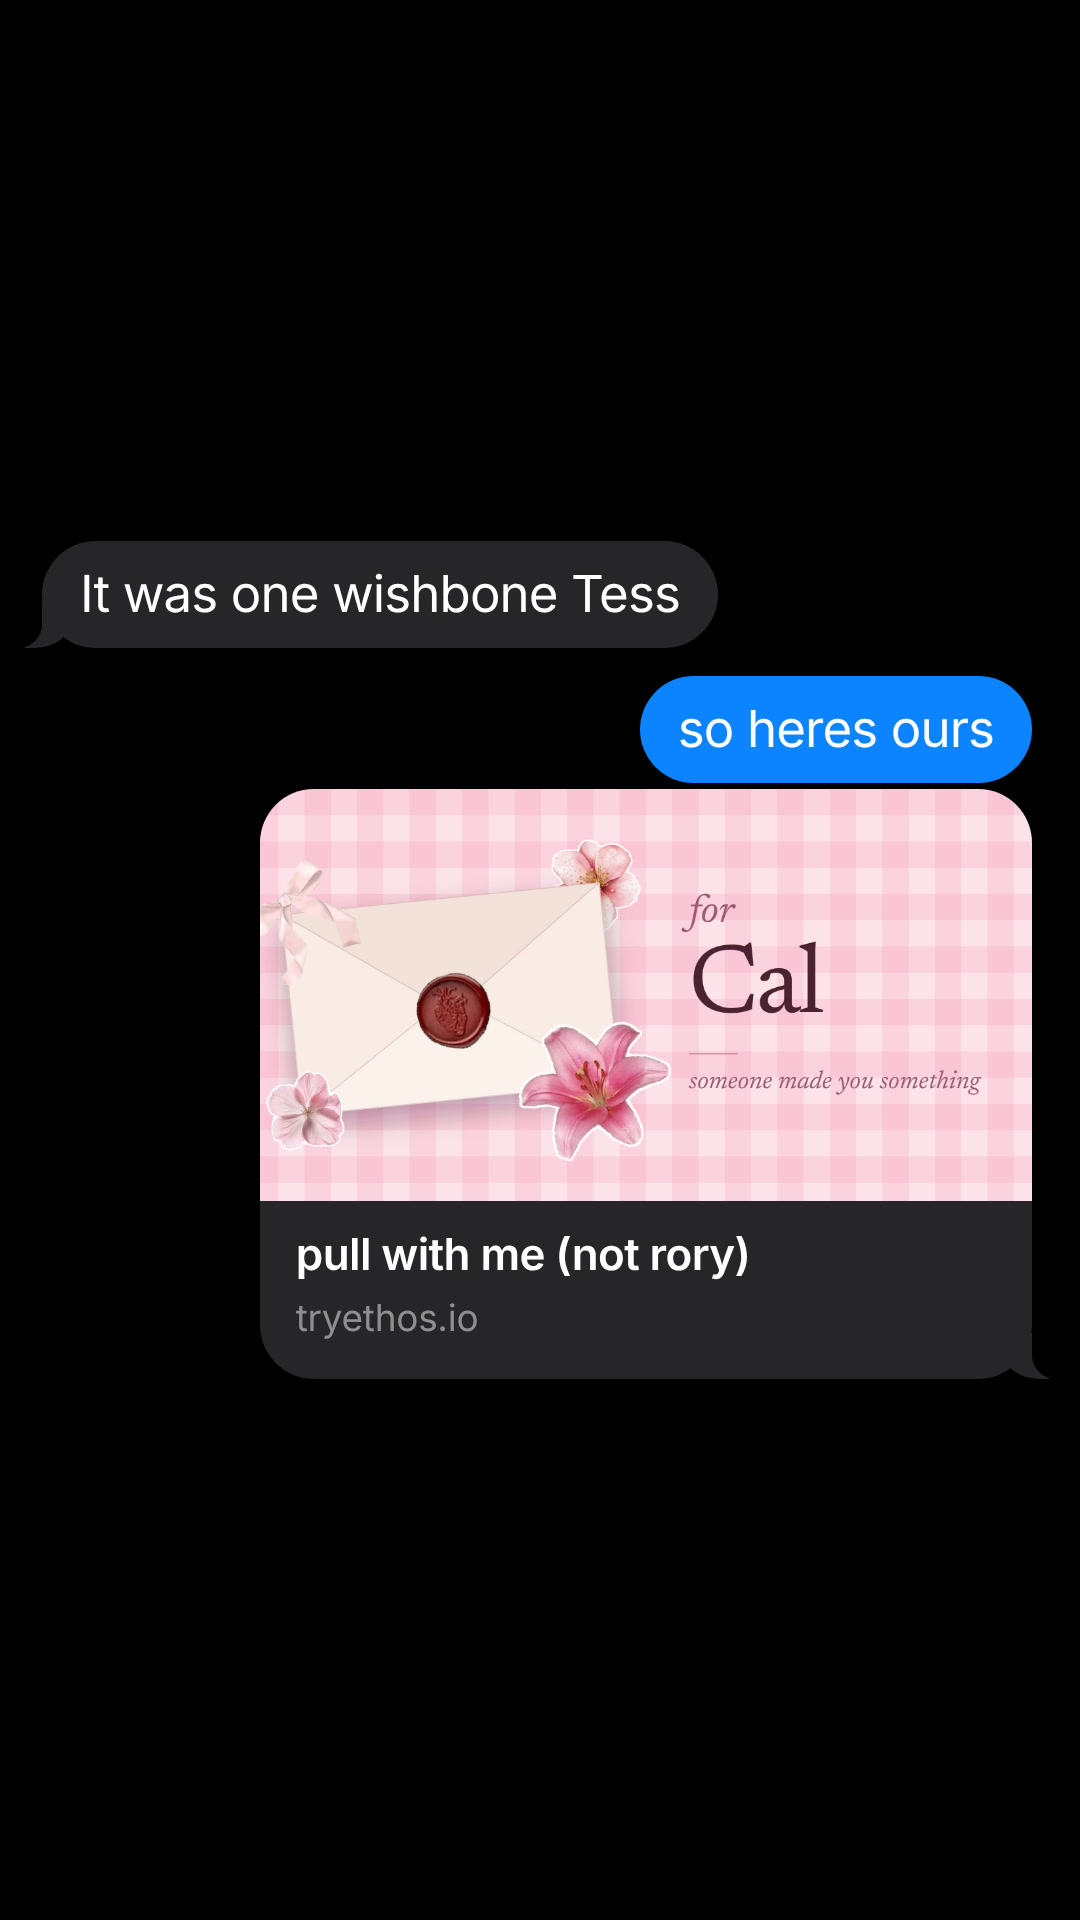 It was one wishbone Tess
so heres ours
for
Cal
someone made you something
pull with me (not rory)
tryethos.io